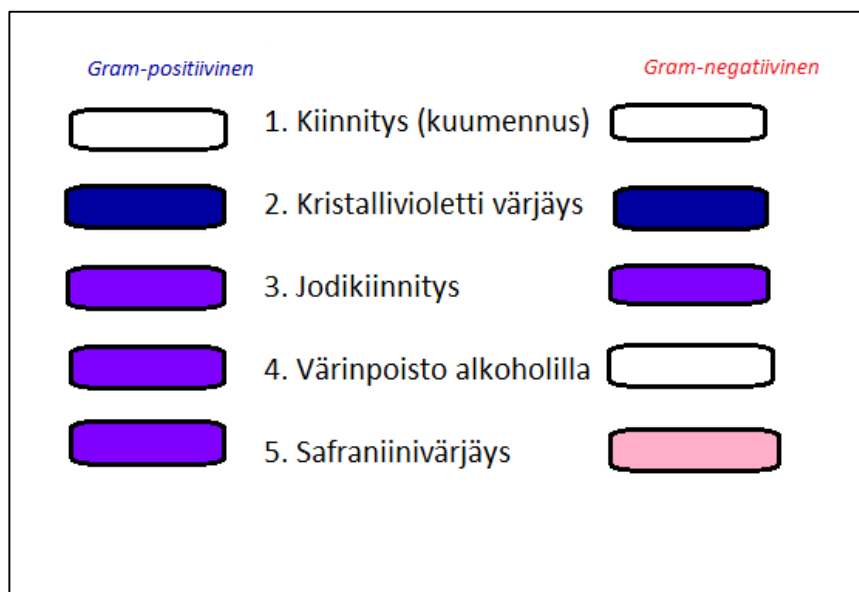 Gram-positiivinen
Gram-negatiivinen
1. Kiinnitys (kuumennus)
2. Kristallivioletti värjäys
3. Jodikiinnitys
4. Värinpoisto alkoholilla
5. Safraniinivärjäys